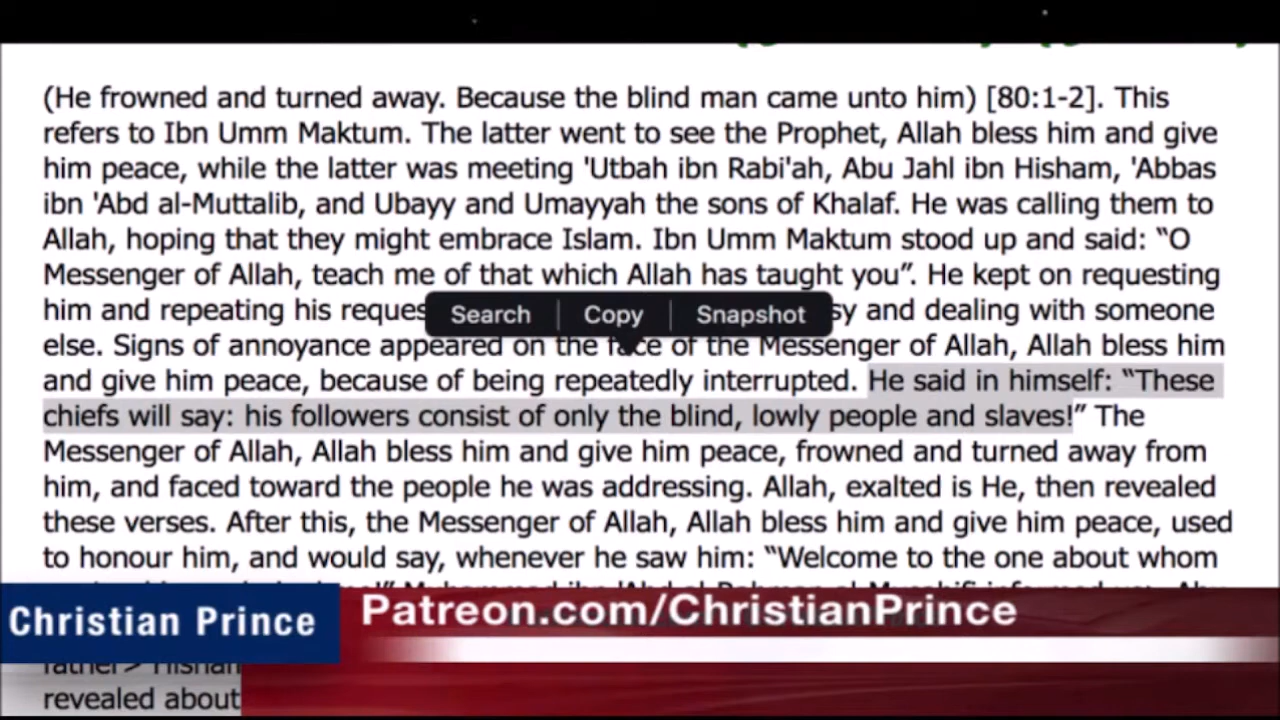 (He frowned and turned away. Because the blind man came unto him) [80:1-2]. This
refers to Ibn Umm Maktum. The latter went to see the Prophet, Allah bless him and give
him peace, while the latter was meeting 'Utbah ibn Rabi'ah, Abu Jahl ibn Hisham, 'Abbas
ibn 'Abd al-Muttalib, and Ubayy and Umayyah the sons of Khalaf. He was calling them to
Allah, hoping that they might embrace Islam. Ibn Umm Maktum stood up and said: “O
Messenger of Allah, teach me of that which Allah has taught you”. He kept on requesting
him and repeating his and dealing with someone
Search Copy Snapshot
else. Signs of annoyance appeared on the face of the Messenger of Allah, Allah bless him
and give him peace, because of being repeatedly interrupted. He said in himself: “These
chiefs will say: his followers consist of only the blind, lowly people and slaves!” The
Messenger of Allah, Allah bless him and give him peace, frowned and turned away from
him, and faced toward the people he was addressing. Allah, exalted is He, then revealed
these verses. After this, the Messenger of Allah, Allah bless him and give him peace, used
to honour him, and would say, whenever he saw him: “Welcome to the one about whom
Christian Prince
Patreon.com/ChristianPrince
revealed about